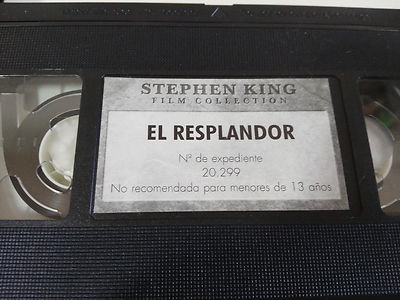 STEPHEN KING
FILM COLLECTION
EL RESPLANDOR
Nº de expediente
20.299
No recomendada para menores de 13 años